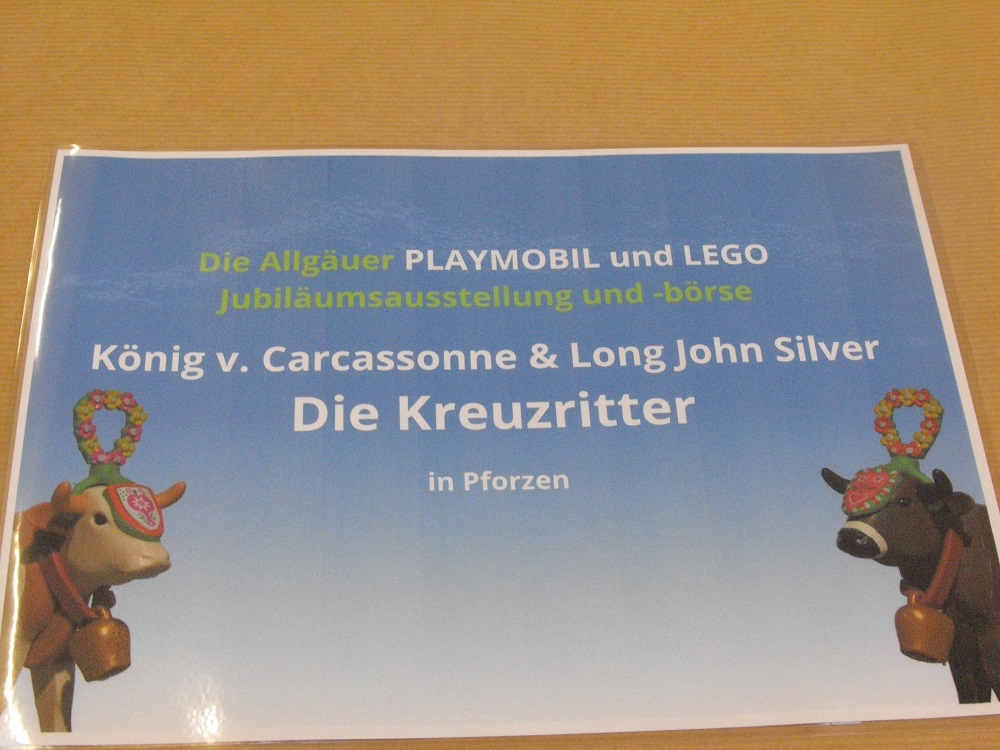 Die Allgäuer PLAYMOBIL und LEGO
Jubiläumsausstellung und -börse
König v. Carcassonne & Long John Silver
Die Kreuzritter
in Pforzen